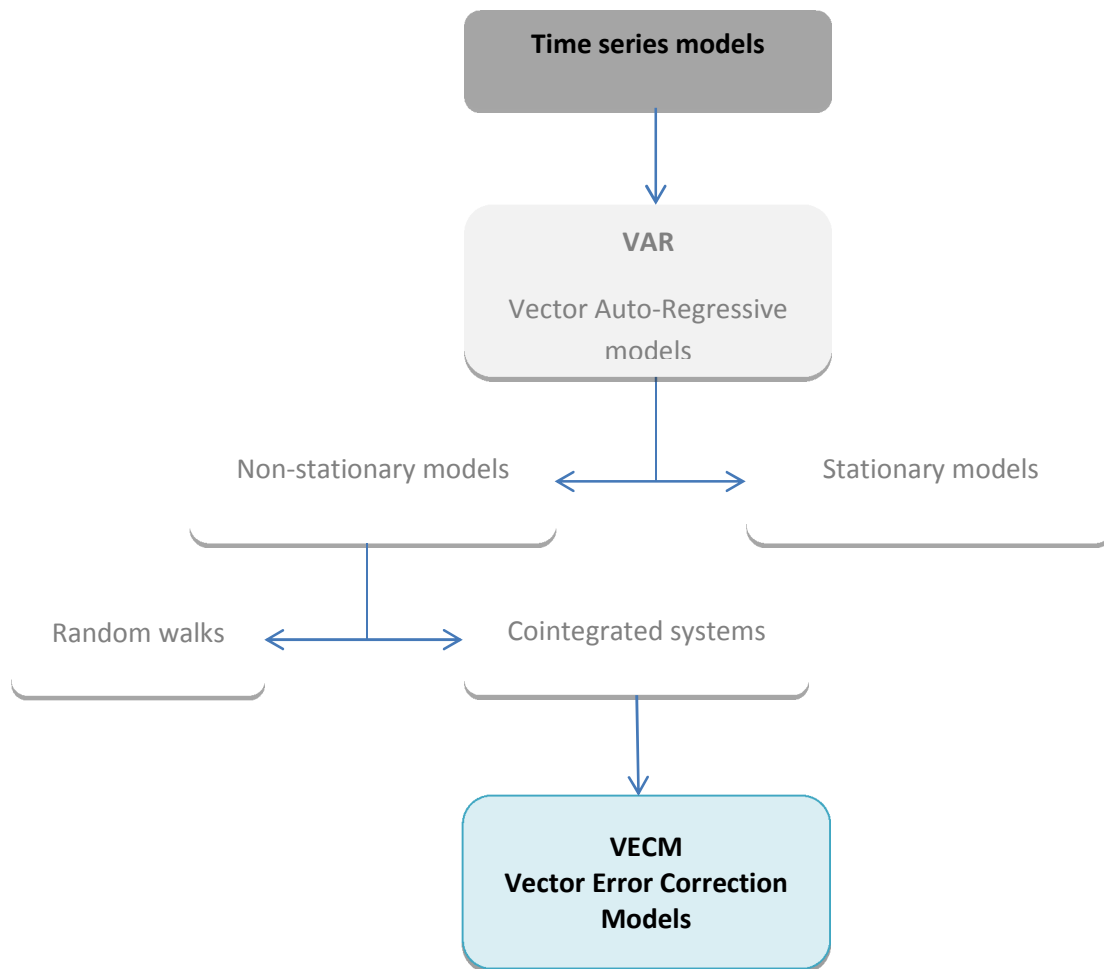 Time series models
VAR
Vector Auto-Regressive
models
Non-stationary models
Stationary models
Random walks
Cointegrated systems
VECM
Vector Error Correction
Models